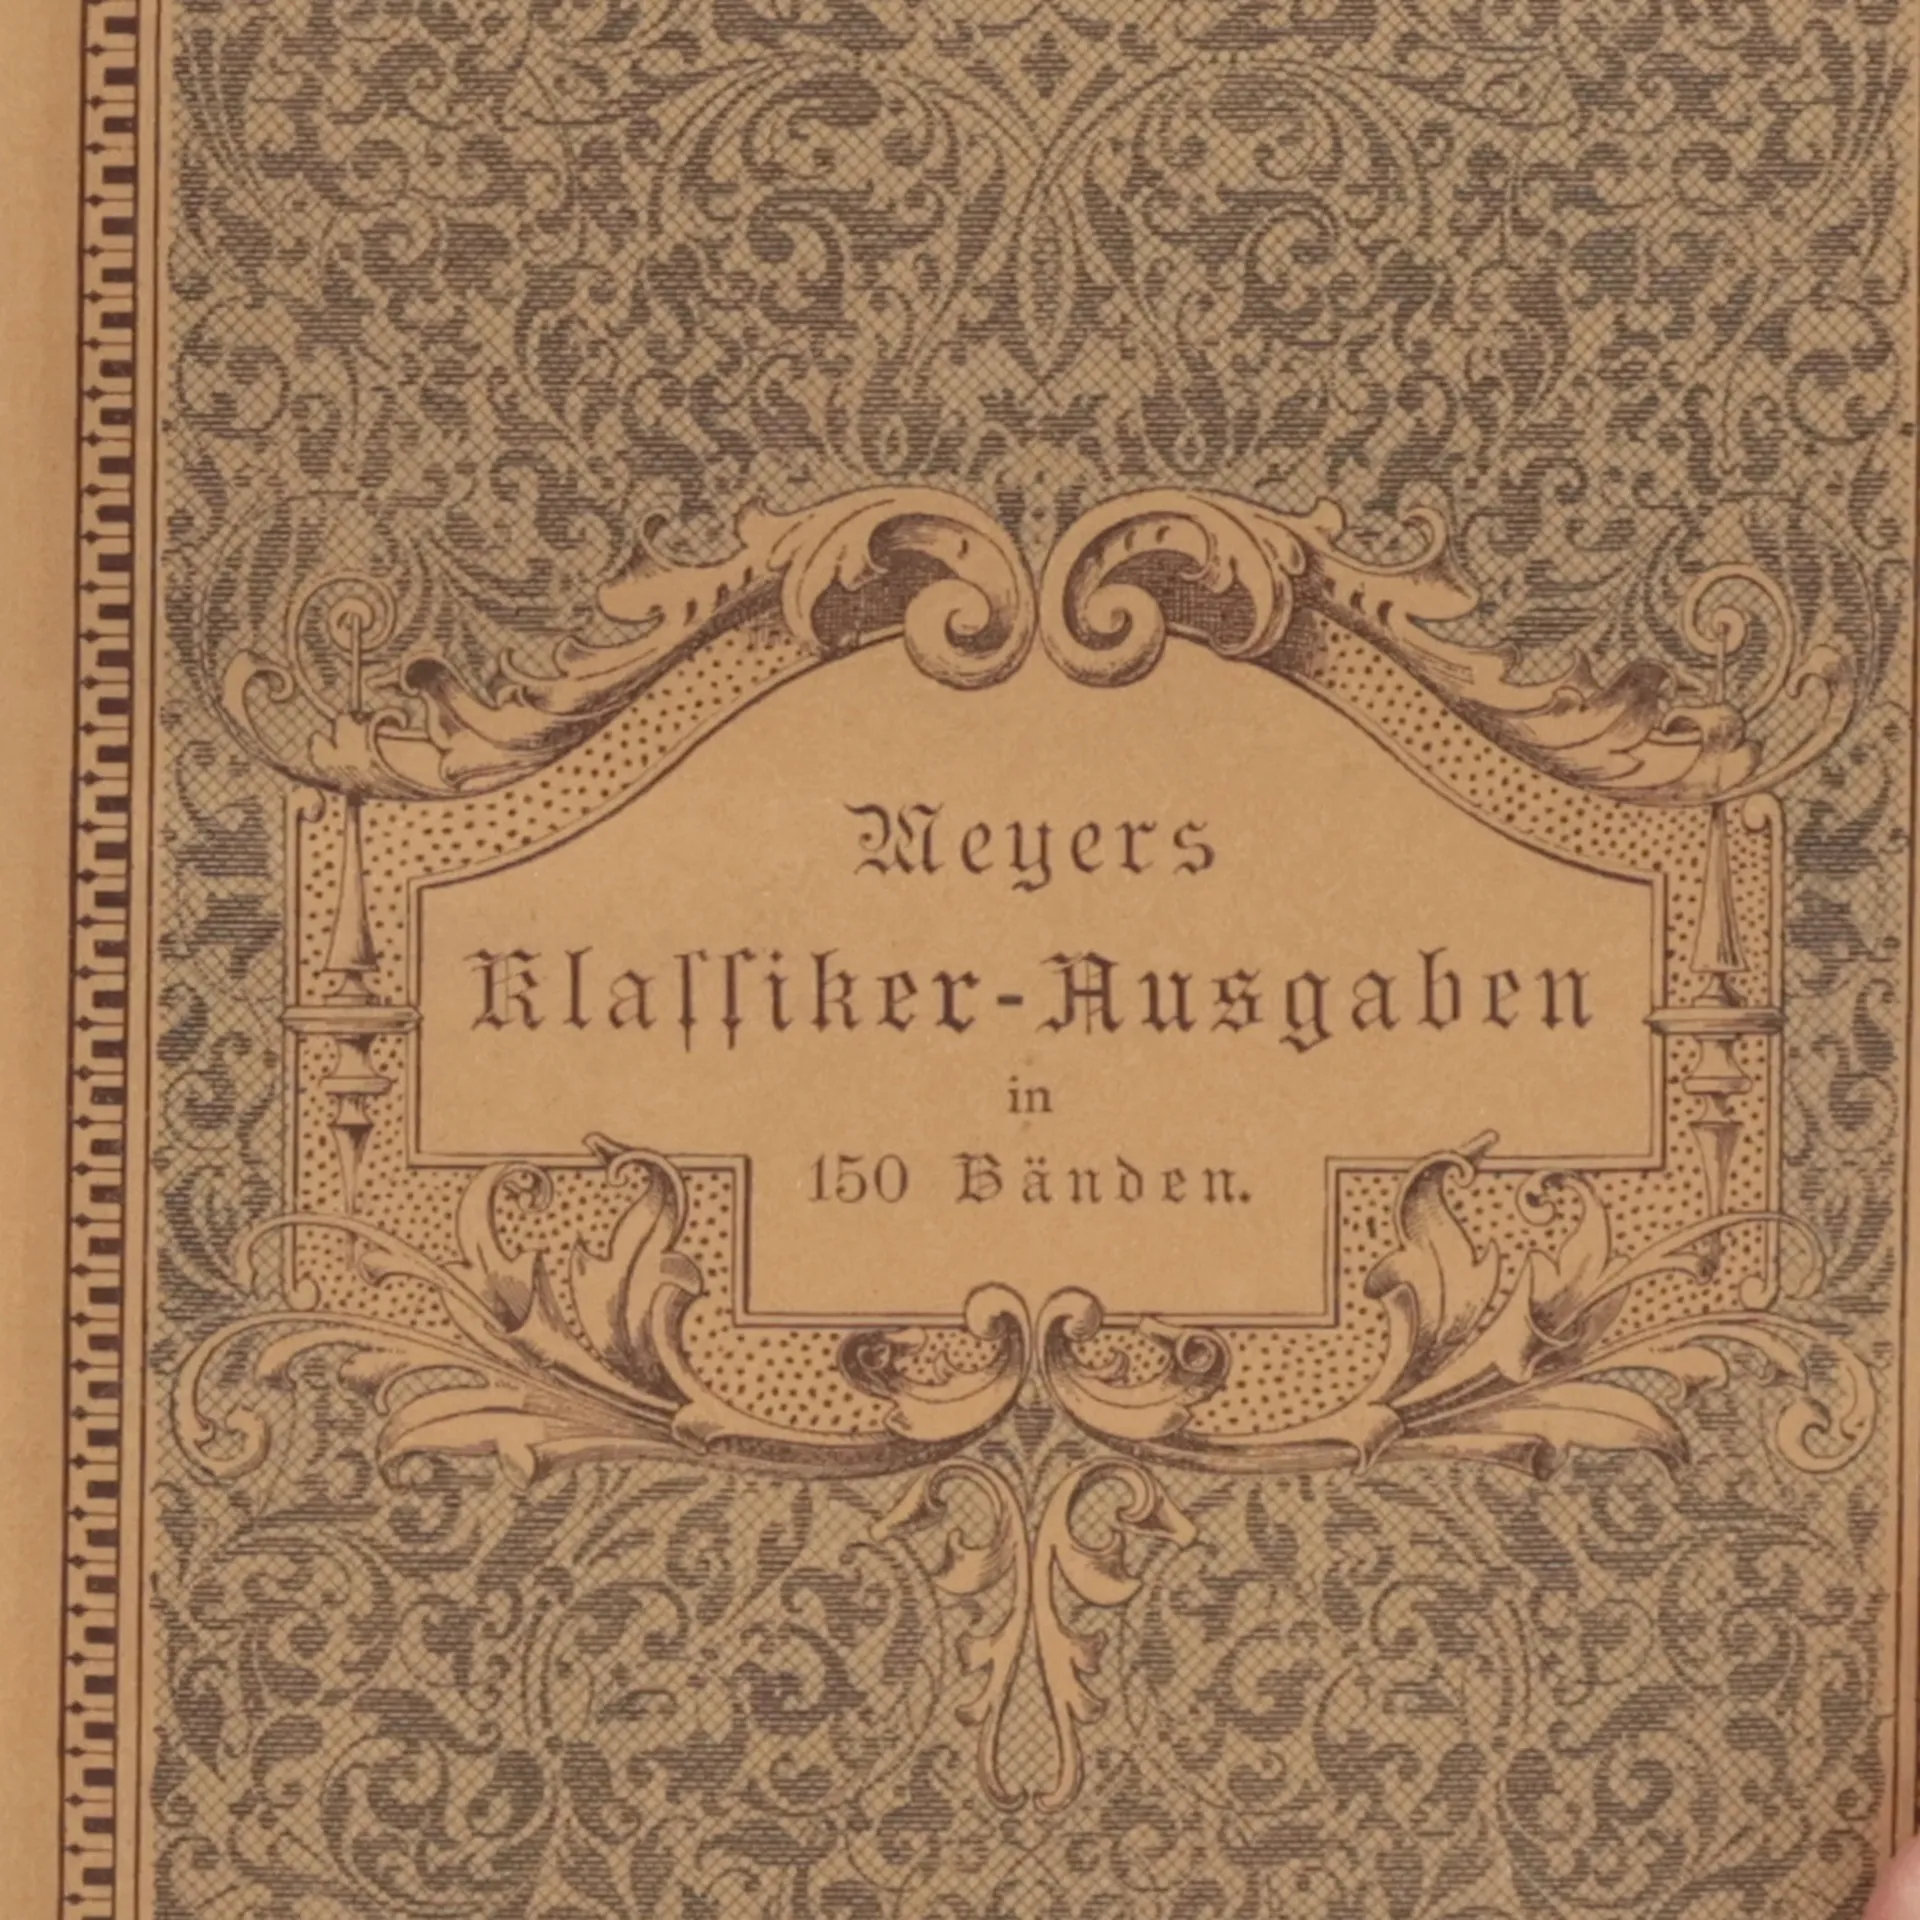 Meyers
Klaſſiker-Ausgaben
in
150 Bänden.